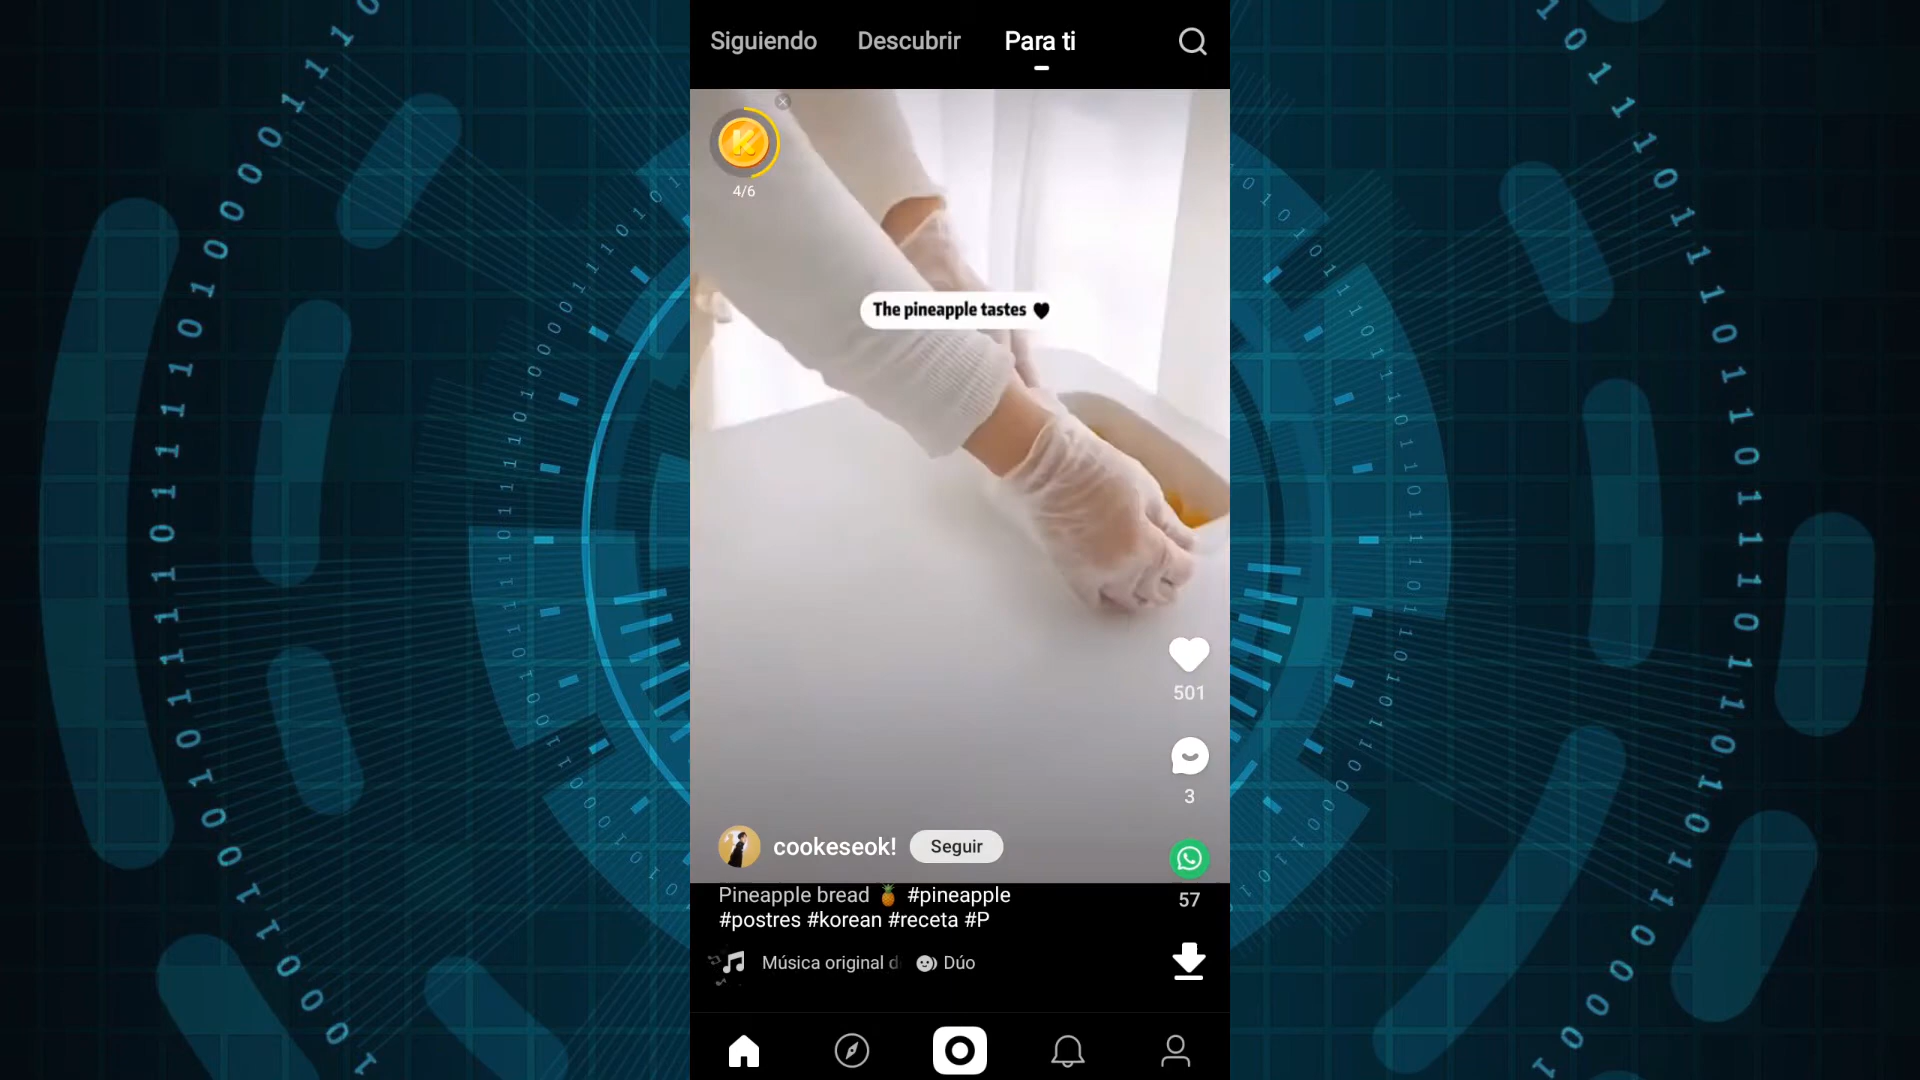 Siguiendo Descubrir Para ti
K
4/6
The pineapple tastes 🖤
501
3
cookeseok! Seguir
57
Pineapple bread 🍍 #pineapple
#postres #korean #receta #P
Música original d Dúo